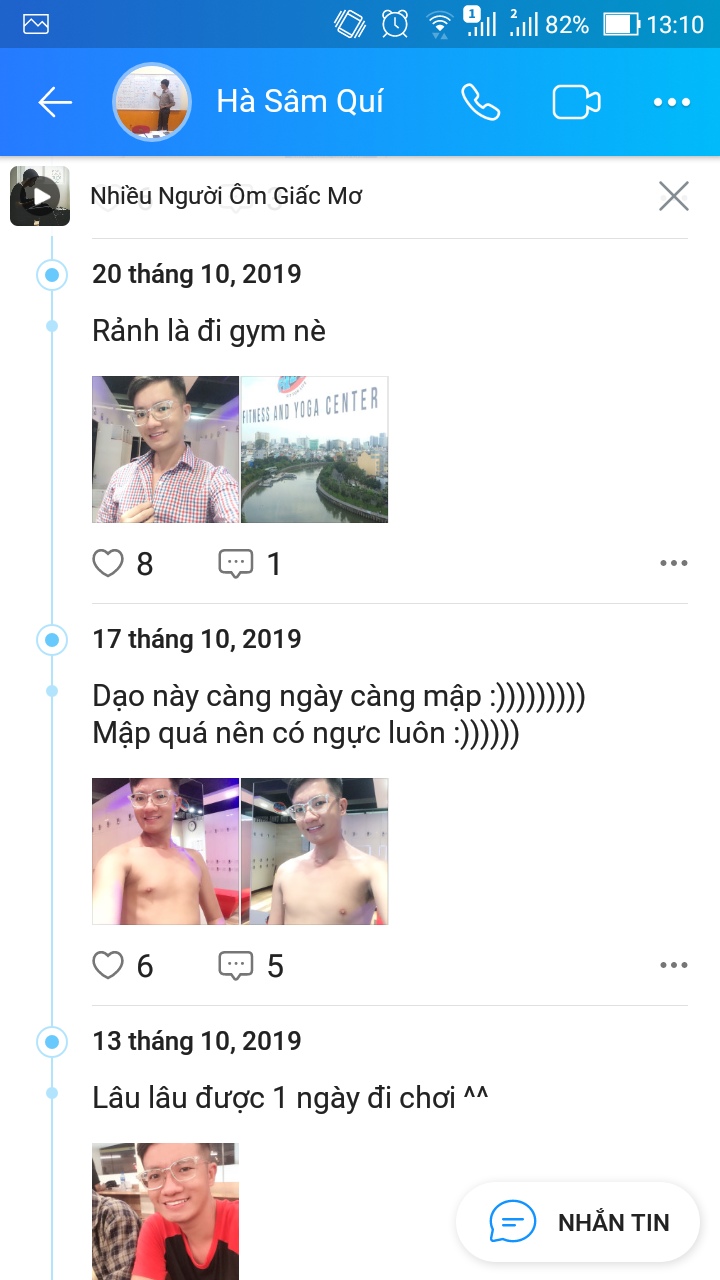 1
2
82%
13:10
Hà Sâm Quí
Nhiều Người Ôm Giấc Mơ
20 tháng 10, 2019
Rảnh là đi gym nè
FITNESS AND YOGA CENTER
8
1
17 tháng 10, 2019
Dạo này càng ngày càng mập :)))))))))
Mập quá nên có ngực luôn :))))))
6
5
13 tháng 10, 2019
Lâu lâu được 1 ngày đi chơi ^^
NHẮN TIN